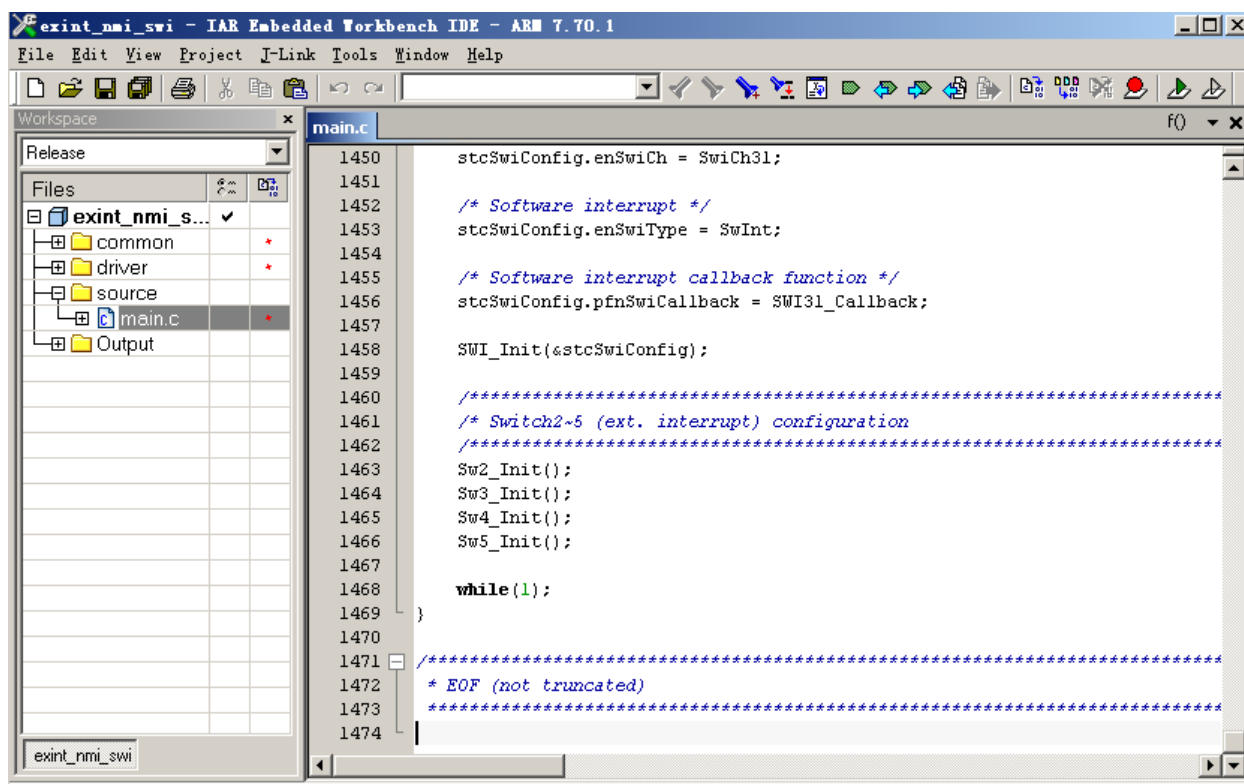 exint_nmi_swi - IAR Embedded Workbench IDE - ARM 7.70.1
File Edit View Project J-Link Tools Window Help
Workspace
Release
Files
exint_nmi_s...
common
driver
source
main.c
Output
exint_nmi_swi
main.c f()
1450 stcSwiConfig.enSwiCh = SwiCh31;
1451
1452 /* Software interrupt */
1453 stcSwiConfig.enSwiType = SwInt;
1454
1455 /* Software interrupt callback function */
1456 stcSwiConfig.pfnSwiCallback = SWI31_Callback;
1457
1458 SWI_Init(&stcSwiConfig);
1459
1460 /************************************************************************
1461 /* Switch2~5 (ext. interrupt) configuration
1462 /************************************************************************
1463 Sw2_Init();
1464 Sw3_Init();
1465 Sw4_Init();
1466 Sw5_Init();
1467
1468 while(1);
1469 }
1470
1471 /****************************************************************************
1472 * EOF (not truncated)
1473 ****************************************************************************
1474